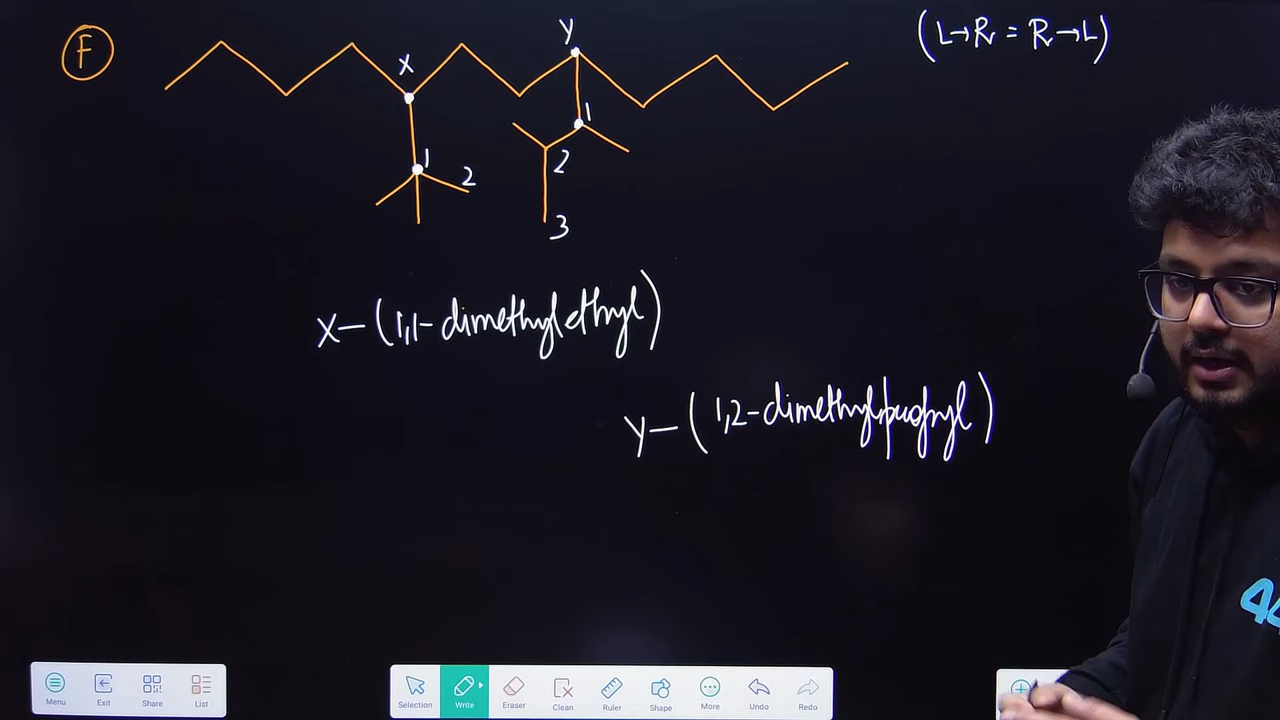 F
(L→R = R→L)
X
Y
1
2
1
2
3
X—(1,1-dimethylethyl)
Y—(1,2-dimethylpropyl)
Menu Exit Share List
Selection Write Eraser Clean Ruler Shape More Undo Redo